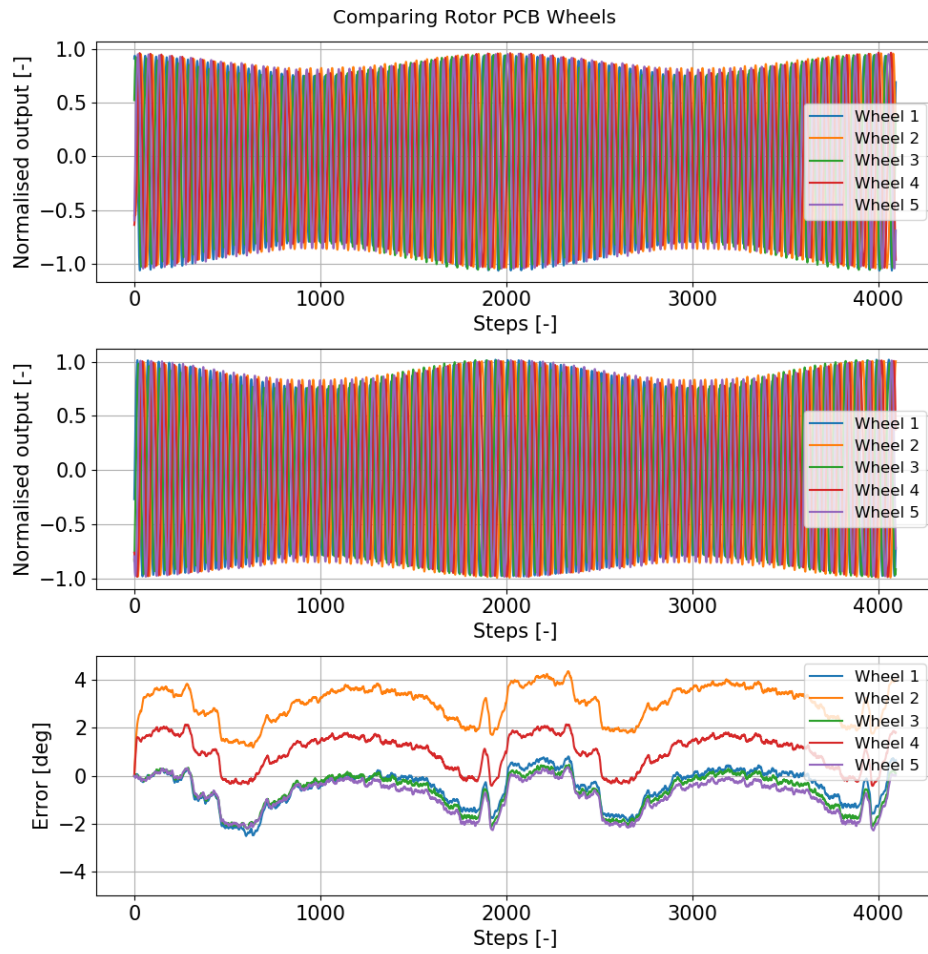 Comparing Rotor PCB Wheels
Normalised output [-]
1.0
0.5
0.0
−0.5
−1.0
Wheel 1
Wheel 2
Wheel 3
Wheel 4
Wheel 5
0 1000 2000 3000 4000
Steps [-]
Normalised output [-]
1.0
0.5
0.0
−0.5
−1.0
Wheel 1
Wheel 2
Wheel 3
Wheel 4
Wheel 5
0 1000 2000 3000 4000
Steps [-]
Error [deg]
4
2
0
−2
−4
Wheel 1
Wheel 2
Wheel 3
Wheel 4
Wheel 5
0 1000 2000 3000 4000
Steps [-]